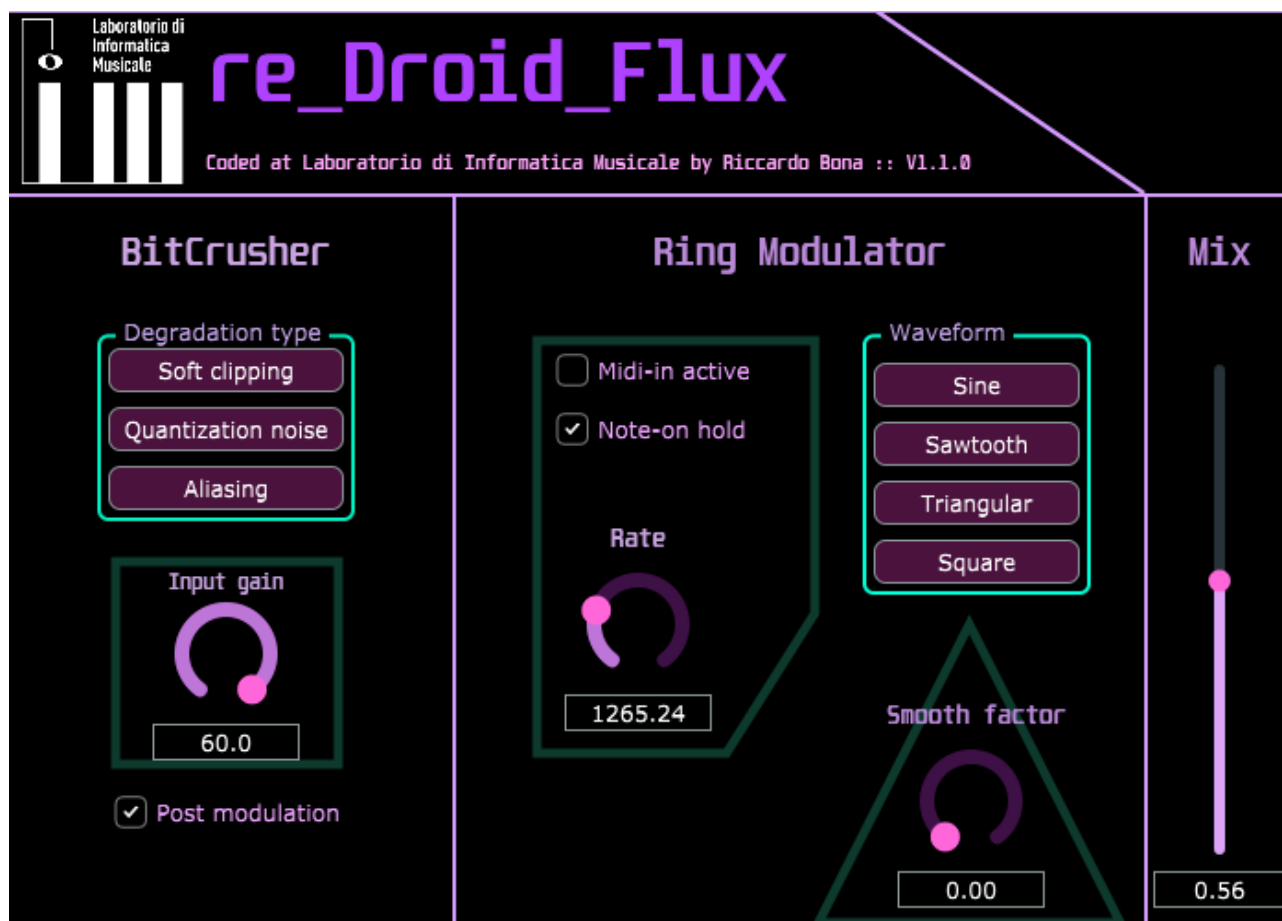 Laboratorio di
Informatica
Musicale
re_Droid_Flux
Coded at Laboratorio di Informatica Musicale by Riccardo Bona :: V1.1.0
BitCrusher
Degradation type
Soft clipping
Quantization noise
Aliasing
Input gain
60.0
Post modulation
Ring Modulator
Midi-in active
Note-on hold
Rate
1265.24
Waveform
Sine
Sawtooth
Triangular
Square
Smooth factor
0.00
Mix
0.56